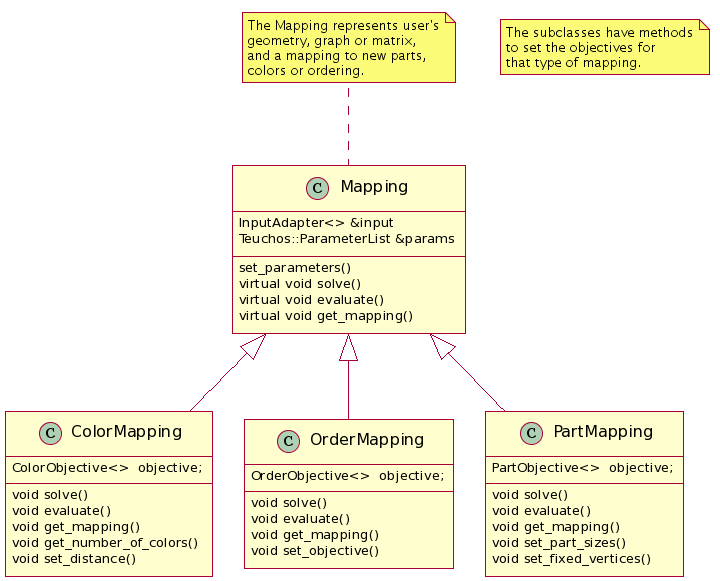 The Mapping represents user's
geometry, graph or matrix,
and a mapping to new parts,
colors or ordering.
The subclasses have methods
to set the objectives for
that type of mapping.
C Mapping
InputAdapter<> &input
Teuchos::ParameterList &params
set_parameters()
virtual void solve()
virtual void evaluate()
virtual void get_mapping()
C ColorMapping
ColorObjective<>  objective;
void solve()
void evaluate()
void get_mapping()
void get_number_of_colors()
void set_distance()
C OrderMapping
OrderObjective<>  objective;
void solve()
void evaluate()
void get_mapping()
void set_objective()
C PartMapping
PartObjective<>  objective;
void solve()
void evaluate()
void get_mapping()
void set_part_sizes()
void set_fixed_vertices()